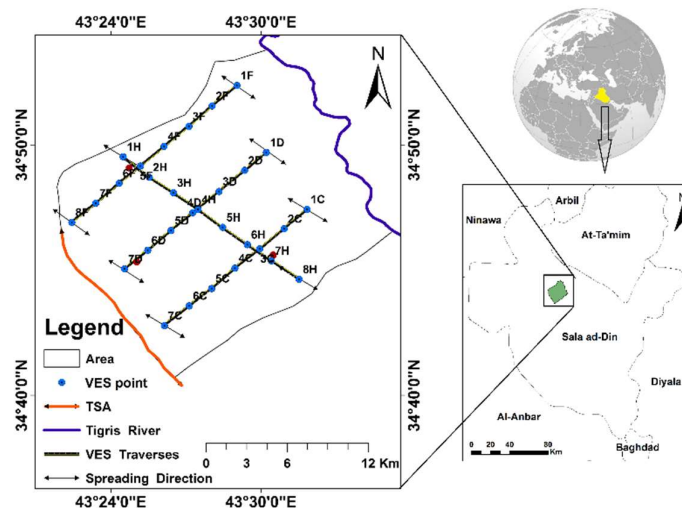 43°24'0"E
43°30'0"E
N
34°50'0"N
34°40'0"N
1F
2F
3F
4F
5F
6F
7F
8F
1H
2H
3H
4H
5H
6H
7H
8H
1D
2D
3D
4D
5D
6D
7D
1C
2C
3C
4C
5C
6C
7C
Legend
Area
VES point
TSA
Tigris River
VES Traverses
Spreading Direction
0 3 6 12 Km
43°24'0"E
43°30'0"E
34°50'0"N
34°40'0"N
Ninawa
Arbil
At-Ta'mim
N
Sala ad-Din
Diyala
Al-Anbar
Baghdad
0 20 40 80
Km